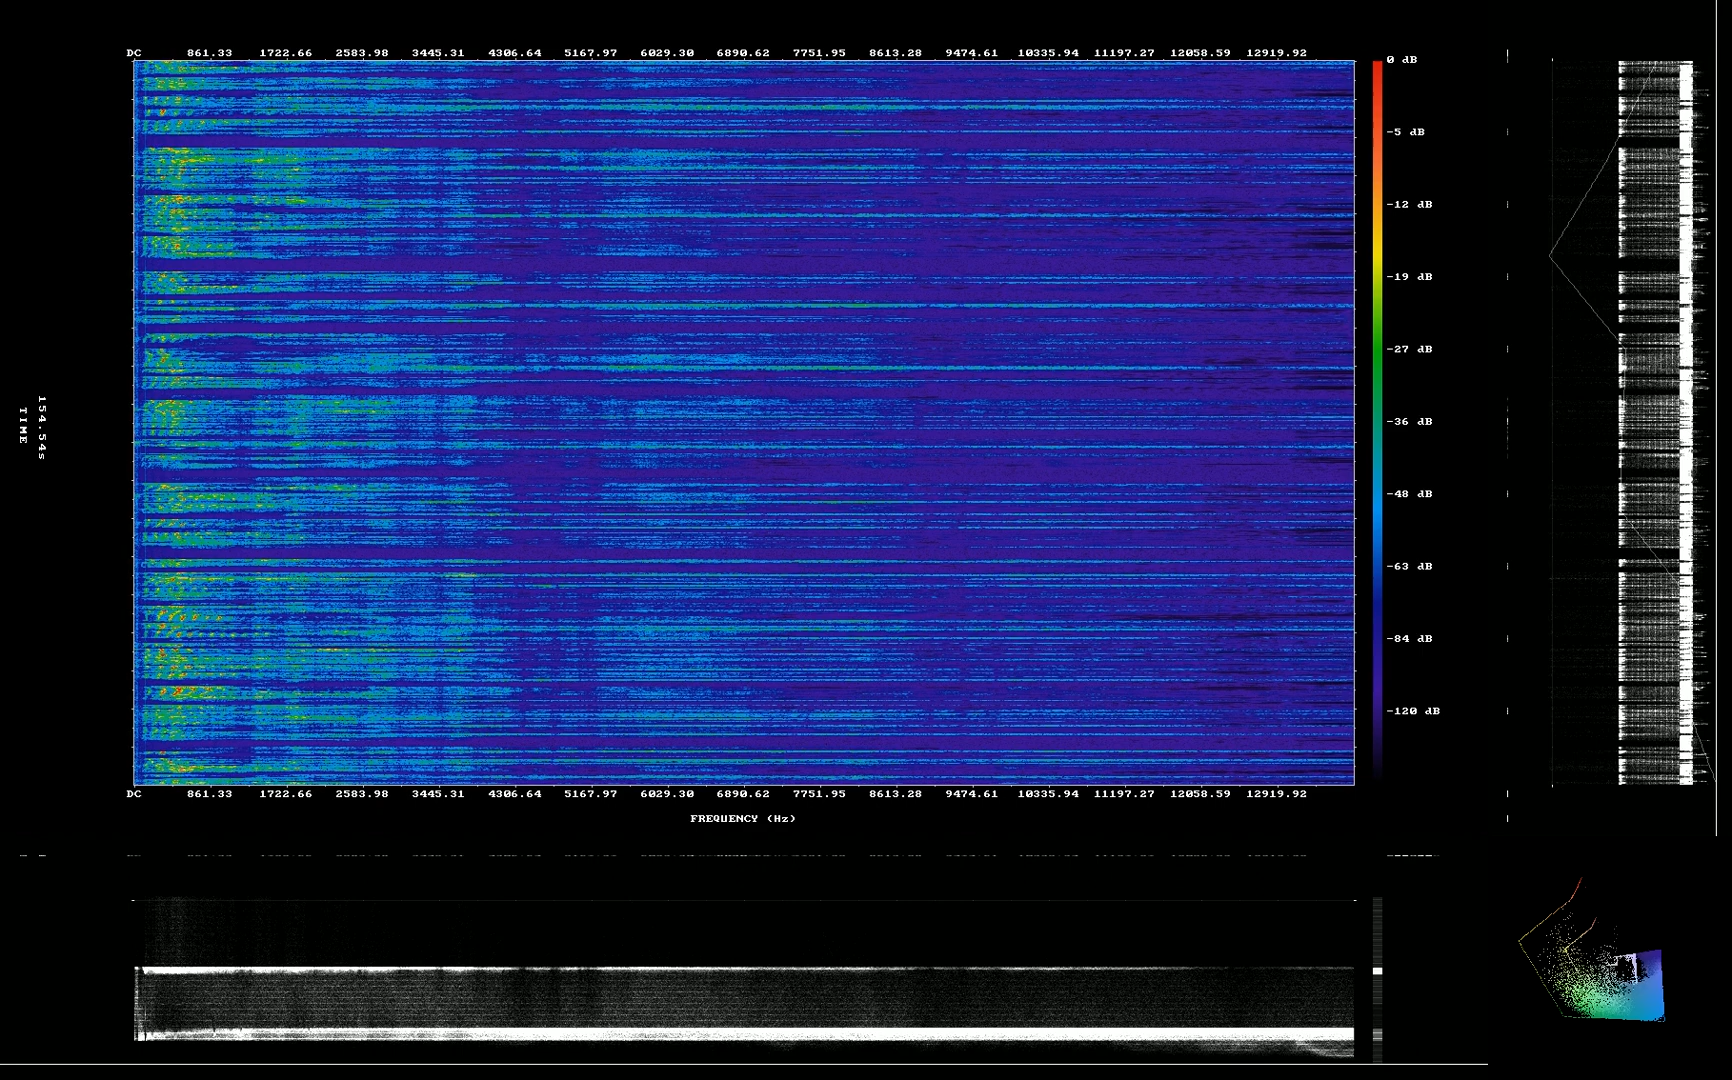 DC 861.33 1722.66 2583.98 3445.31 4306.64 5167.97 6029.30 6890.62 7751.95 8613.28 9474.61 10335.94 11197.27 12058.59 12919.92
0 dB
-5 dB
-12 dB
-19 dB
-27 dB
-36 dB
-48 dB
-63 dB
-84 dB
-120 dB
154.54s
TIME
DC 861.33 1722.66 2583.98 3445.31 4306.64 5167.97 6029.30 6890.62 7751.95 8613.28 9474.61 10335.94 11197.27 12058.59 12919.92
FREQUENCY (Hz)